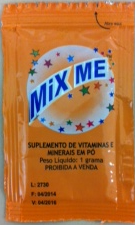 MiX ME
SUPLEMENTO DE VITAMINAS E
MINERAIS EM PÓ
Peso Líquido: 1 grama
PROIBIDA A VENDA
L: 2730
F: 04/2014
V: 04/2016